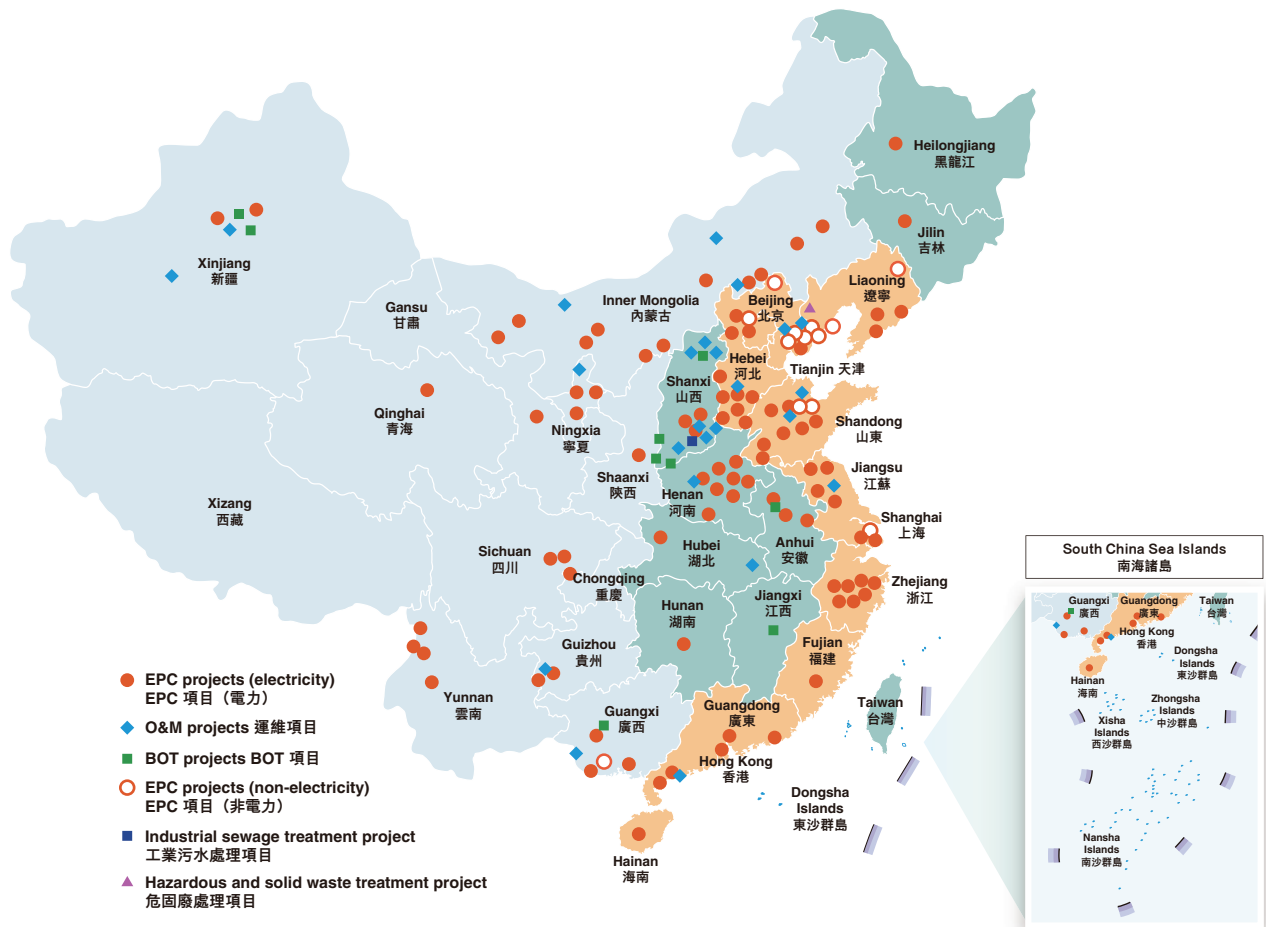 Heilongjiang
黑龍江
Jilin
吉林
Xinjiang
新疆
Liaoning
遼寧
Gansu
甘肅
Inner Mongolia
內蒙古
Beijing
北京
Hebei
河北
Tianjin 天津
Shanxi
山西
Qinghai
青海
Ningxia
寧夏
Shandong
山東
Shaanxi
陝西
Jiangsu
江蘇
Henan
河南
Xizang
西藏
Shanghai
上海
Anhui
安徽
Hubei
湖北
Sichuan
四川
Chongqing
重慶
Zhejiang
浙江
Jiangxi
江西
Hunan
湖南
Guizhou
貴州
Fujian
福建
Yunnan
雲南
Guangxi
廣西
Guangdong
廣東
Taiwan
台灣
Hong Kong
香港
Dongsha
Islands
東沙群島
Hainan
海南
EPC projects (electricity)
EPC 項目（電力）
O&M projects 運維項目
BOT projects BOT 項目
EPC projects (non-electricity)
EPC 項目（非電力）
Industrial sewage treatment project
工業污水處理項目
Hazardous and solid waste treatment project
危固廢處理項目
South China Sea Islands
南海諸島
Guangxi
廣西
Guangdong
廣東
Taiwan
台灣
Hong Kong
香港
Dongsha
Islands
東沙群島
Hainan
海南
Zhongsha
Islands
中沙群島
Xisha
Islands
西沙群島
Nansha
Islands
南沙群島